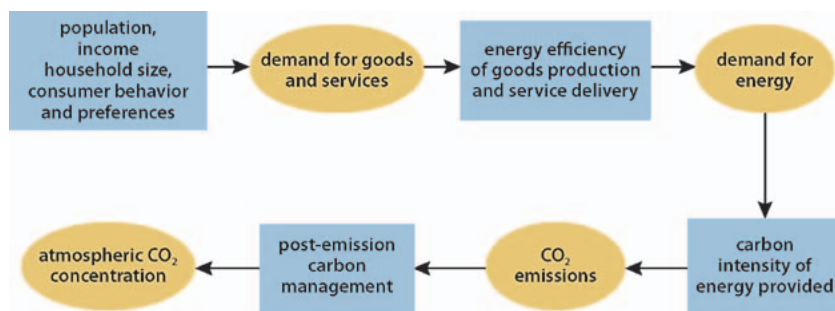 population,
income
household size,
consumer behavior
and preferences
demand for goods
and services
energy efficiency
of goods production
and service delivery
demand for
energy
carbon
intensity of
energy provided
CO₂
emissions
post-emission
carbon
management
atmospheric CO₂
concentration